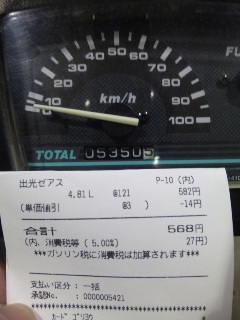 0 10 20 30 40 50 60 70 80 90 100
km/h
FU
TOTAL 053505
出光ゼアス P-10 (内)
4.81L @121 582円
(単価値引 @3 ) -14円
合計 568円
(内、消費税等 ( 5.00%) 27円)
***ガソリン税に消費税は加算されます***
支払い区分 : 一括
承認No. : 0000005421